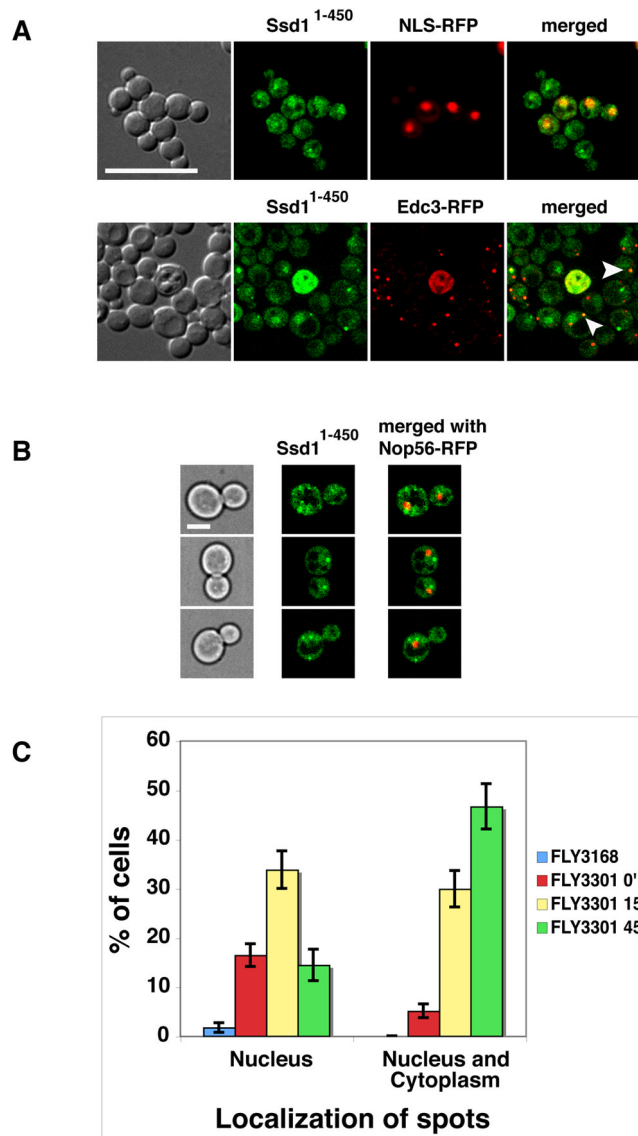 A
Ssd1 1-450 NLS-RFP merged
Ssd1 1-450 Edc3-RFP merged
B
Ssd1 1-450 merged with Nop56-RFP
C
% of cells
60
50
40
30
20
10
0
Nucleus
Nucleus and Cytoplasm
Localization of spots
FLY3168
FLY3301 0'
FLY3301 15
FLY3301 45